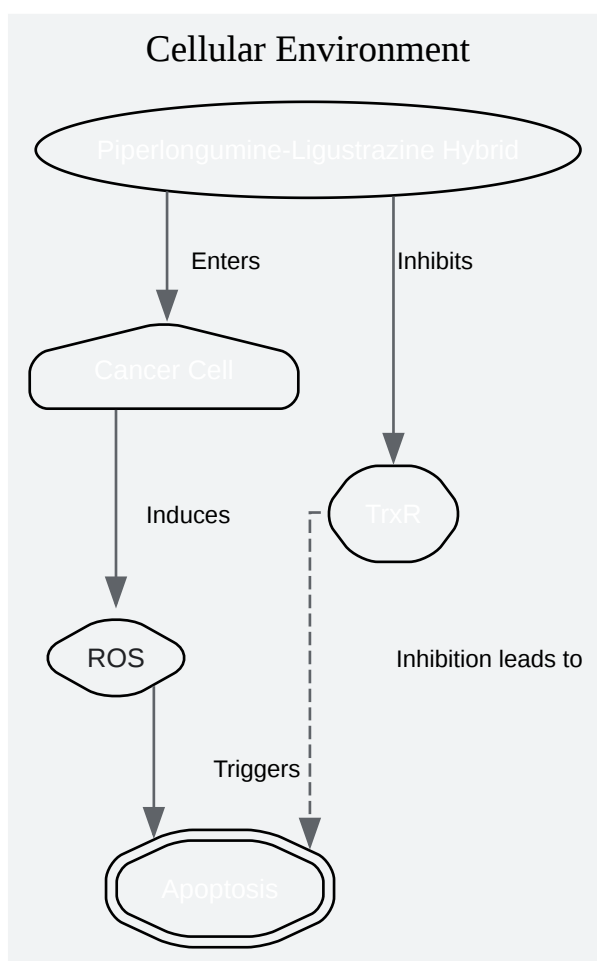 Cellular Environment
Piperlongumine-Ligustrazine Hybrid
Enters
Inhibits
Cancer Cell
Induces
TrxR
ROS
Inhibition leads to
Triggers
Apoptosis